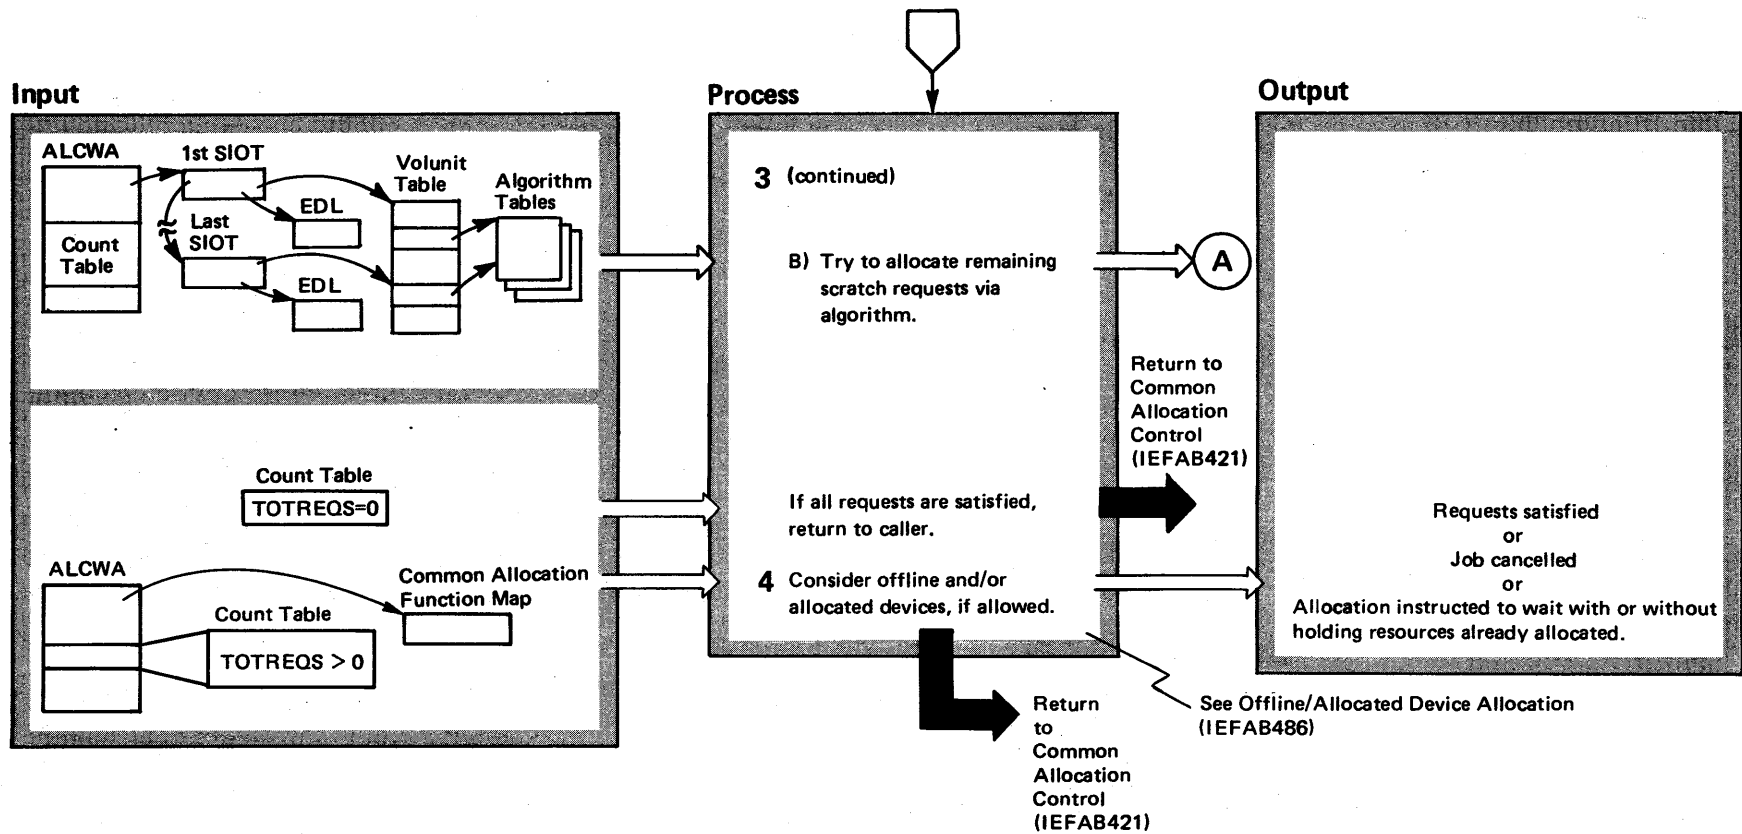 Input
ALCWA
1st SIOT
Volunit
Table
Algorithm
Tables
EDL
Last
SIOT
Count
Table
EDL
Count Table
TOTREQS=0
ALCWA
Common Allocation
Function Map
Count Table
TOTREQS > 0
Process
3 (continued)
B) Try to allocate remaining
scratch requests via
algorithm.
If all requests are satisfied,
return to caller.
4 Consider offline and/or
allocated devices, if allowed.
A
Return to
Common
Allocation
Control
(IEFAB421)
Return
to
Common
Allocation
Control
(IEFAB421)
See Offline/Allocated Device Allocation
(IEFAB486)
Output
Requests satisfied
or
Job cancelled
or
Allocation instructed to wait with or without
holding resources already allocated.